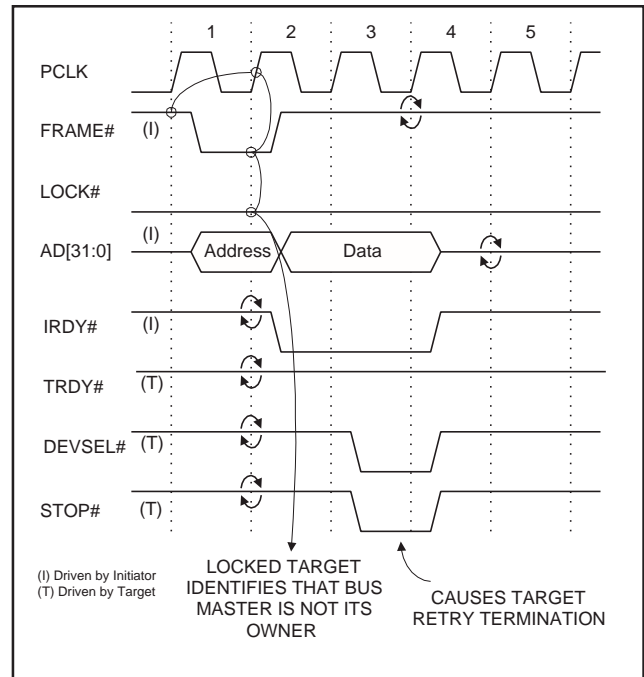 1 2 3 4 5
PCLK
FRAME# (I)
LOCK#
(I)
AD[31:0] Address Data
IRDY# (I)
TRDY# (T)
DEVSEL# (T)
STOP# (T)
(I) Driven by Initiator
(T) Driven by Target
LOCKED TARGET
IDENTIFIES THAT BUS
MASTER IS NOT ITS
OWNER
CAUSES TARGET
RETRY TERMINATION